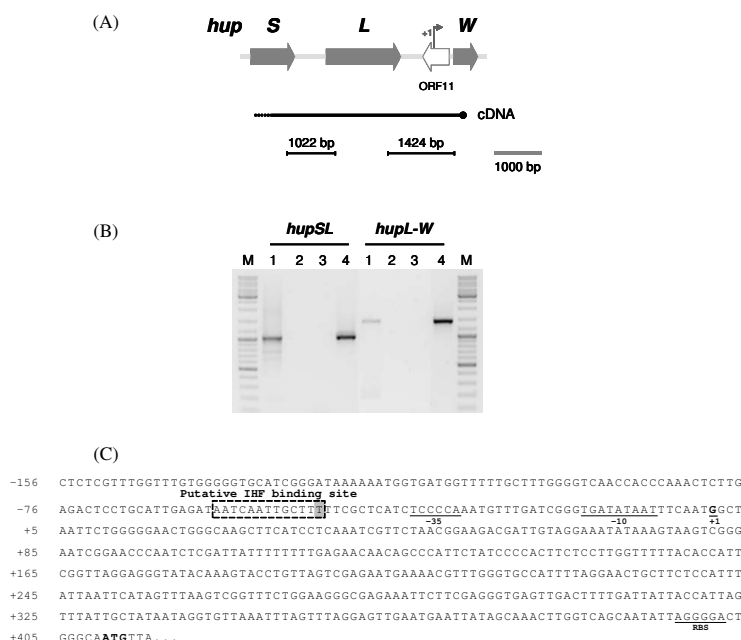 (A)
hup S L W
+1
ORF11
cDNA
1022 bp 1424 bp
1000 bp
(B)
hupSL hupL-W
M 1 2 3 4 1 2 3 4 M
(C)
-156 CTCTCGTTTGGTTTGTGGGGGTGCATCGGGATAAAAAATGGTGATGGTTTTTGCTTTGGGGTCAACCACCCAAACTCTTG
Putative IHF binding site
-76 AGACTCCTGCATTGAGATAATCAATTGCTTTTTCGCTCATCTCCCCAAATGTTTGATCGGGTGATATAATTTCAATGGCT
-35 -10 +1
+5 AATTCTGGGGGAACTGGGCAAGCTTCATCCTCAAATCGTTCTAACGGAAGACGATTGTAGGAAATATAAAGTAAGTCGGG
+85 AATCGGAACCCAATCTCGATTATTTTTTTGAGAACAACAGCCCATTCTATCCCCACTTCTCCTTGGTTTTTACACCATT
+165 CGGTTAGGAGGGTATACAAAGTACCTGTTAGTCGAGAATGAAAACGTTTGGGTGCCATTTTAGGAACTGCTTCTCCATTT
+245 ATTAATTCATAGTTTAAGTCGGTTTCTGGAAGGGCGAGAAATTCTTCGAGGGTGAGTTGACTTTTGATTATTACCATTAG
+325 TTTATTGCTATAATAGGTGTTAAATTTAGTTTAGGAGTTGAATGAATTATAGCAAACTTGGTCAGCAATATTAGGGGACT
RBS
+405 GGGCAATGTTA...